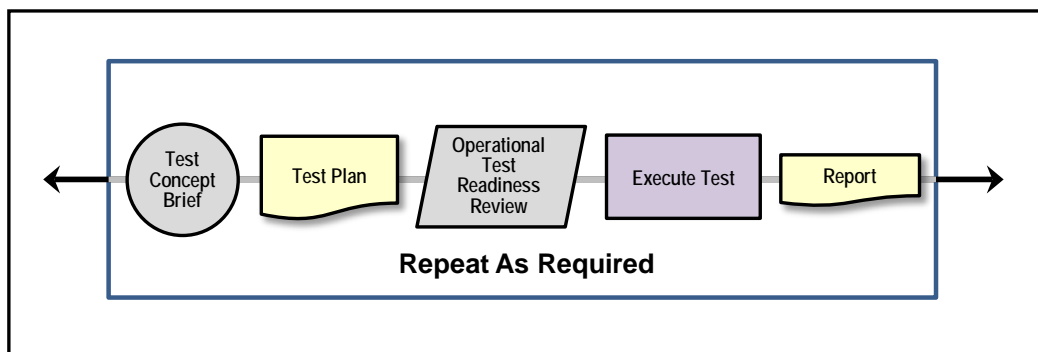 Test
Concept
Brief
Test Plan
Operational
Test
Readiness
Review
Execute Test
Report
Repeat As Required